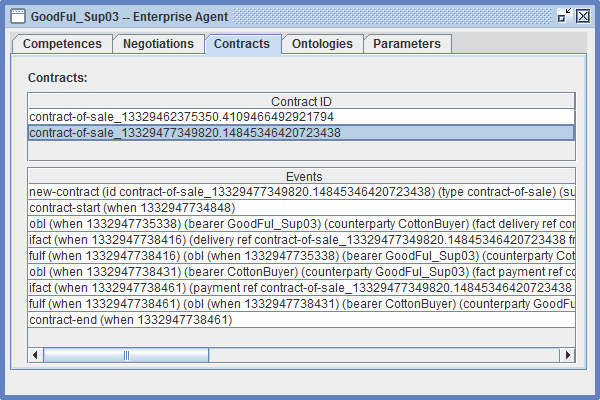 GoodFul_Sup03 -- Enterprise Agent
Competences Negotiations Contracts Ontologies Parameters
Contracts:
Contract ID
contract-of-sale_13329462375350.4109466492921794
contract-of-sale_13329477349820.14845346420723438
Events
new-contract (id contract-of-sale_13329477349820.14845346420723438) (type contract-of-sale) (su
contract-start (when 1332947734848)
obl (when 1332947735338) (bearer GoodFul_Sup03) (counterparty CottonBuyer) (fact delivery ref co
ifact (when 1332947738416) (delivery ref contract-of-sale_13329477349820.14845346420723438 fr
fulf (when 1332947738416) (obl (when 1332947735338) (bearer GoodFul_Sup03) (counterparty Cot
obl (when 1332947738431) (bearer CottonBuyer) (counterparty GoodFul_Sup03) (fact payment ref co
ifact (when 1332947738461) (payment ref contract-of-sale_13329477349820.14845346420723438
fulf (when 1332947738461) (obl (when 1332947738431) (bearer CottonBuyer) (counterparty GoodFu
contract-end (when 1332947738461)